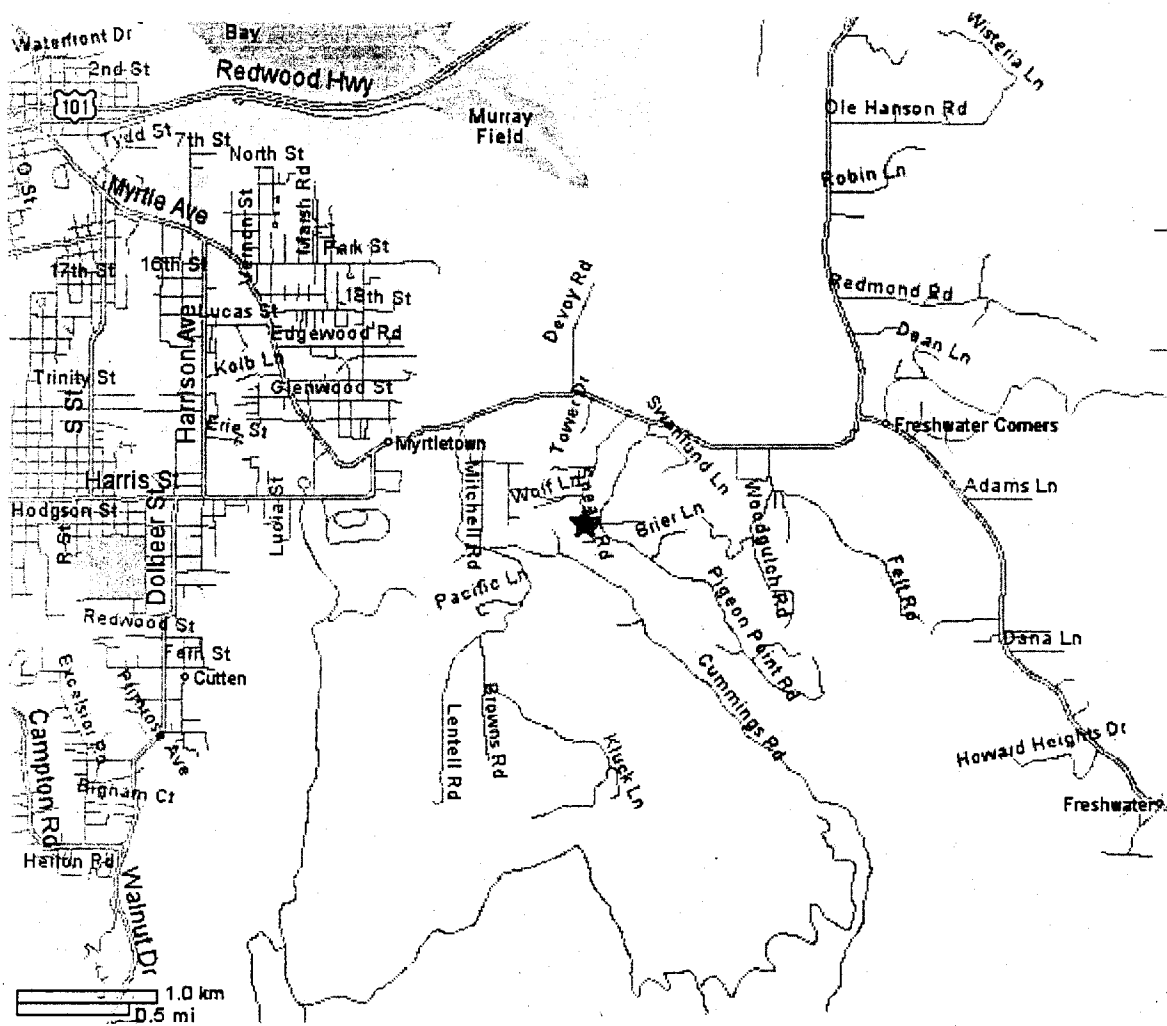 Waterfront Dr
Bay
2nd St
Redwood Hwy
101
Murray
Field
Wisteria Ln
Ole Hanson Rd
Robin Ln
Tydd St
7th St
North St
O St
Myrtle Ave
Vernon St
Marsh Rd
Park St
17th St
16th St
18th St
Lucas St
Edgewood Rd
Devoy Rd
Redmond Rd
Dean Ln
Kolb Ln
Harrison Ave
Trinity St
S St
Glenwood St
Erie St
Myrtletown
Tower Dr
Swanlund Ln
Freshwater Corners
Harris St
Lucia St
Mitchell Rd
Wolf Ln
Rd
Brier Ln
Woodgulch Rd
Adams Ln
Hodgson St
R St
Dolbeer St
Pacific Ln
Pigeon Point Rd
Felt Rd
Redwood St
Fern St
Cutten
Excelsior Rd
Primrose Ave
Dana Ln
Campton Rd
Lentell Rd
Browns Rd
Kluck Ln
Cummings Rd
Howard Heights Dr
Freshwater
Bigham Ct
Walnut Dr
1.0 km
0.5 mi